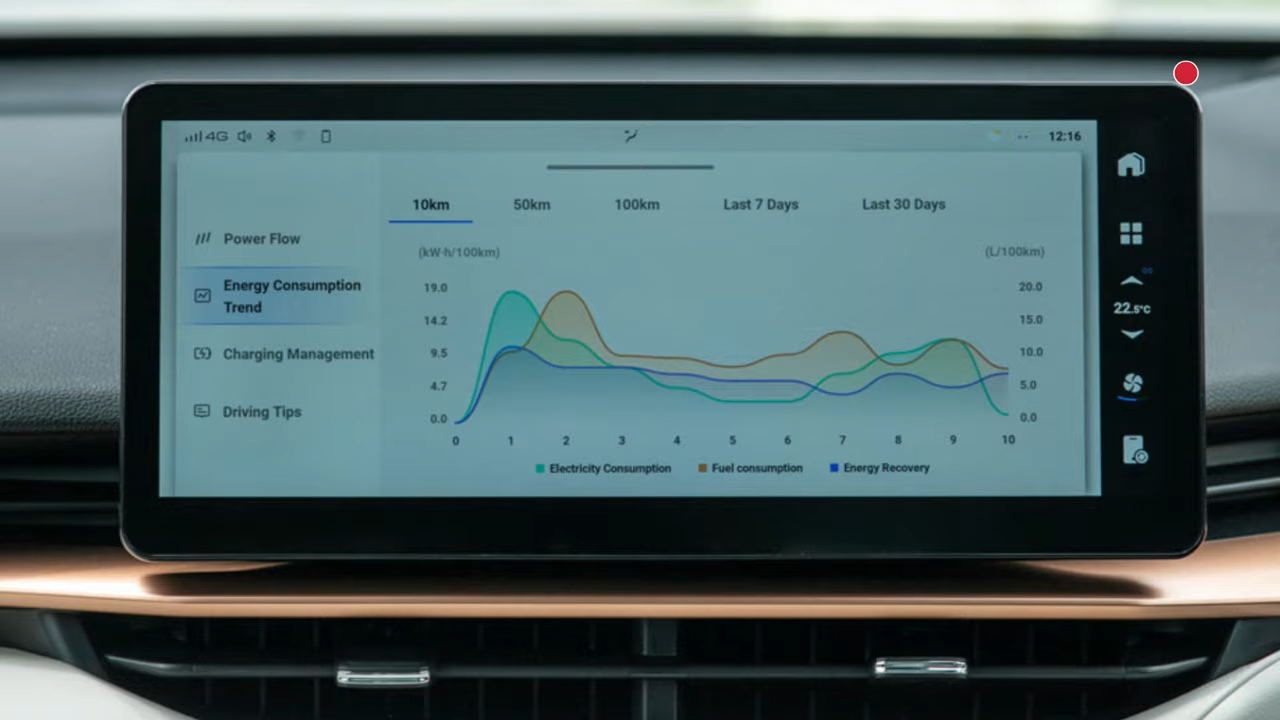 4G
12:16
10km 50km 100km Last 7 Days Last 30 Days
Power Flow
Energy Consumption
Trend
Charging Management
Driving Tips
(kW·h/100km) (L/100km)
19.0 20.0
14.2 15.0
9.5 10.0
4.7 5.0
0.0 0.0
0 1 2 3 4 5 6 7 8 9 10
Electricity Consumption Fuel consumption Energy Recovery
22.5°C